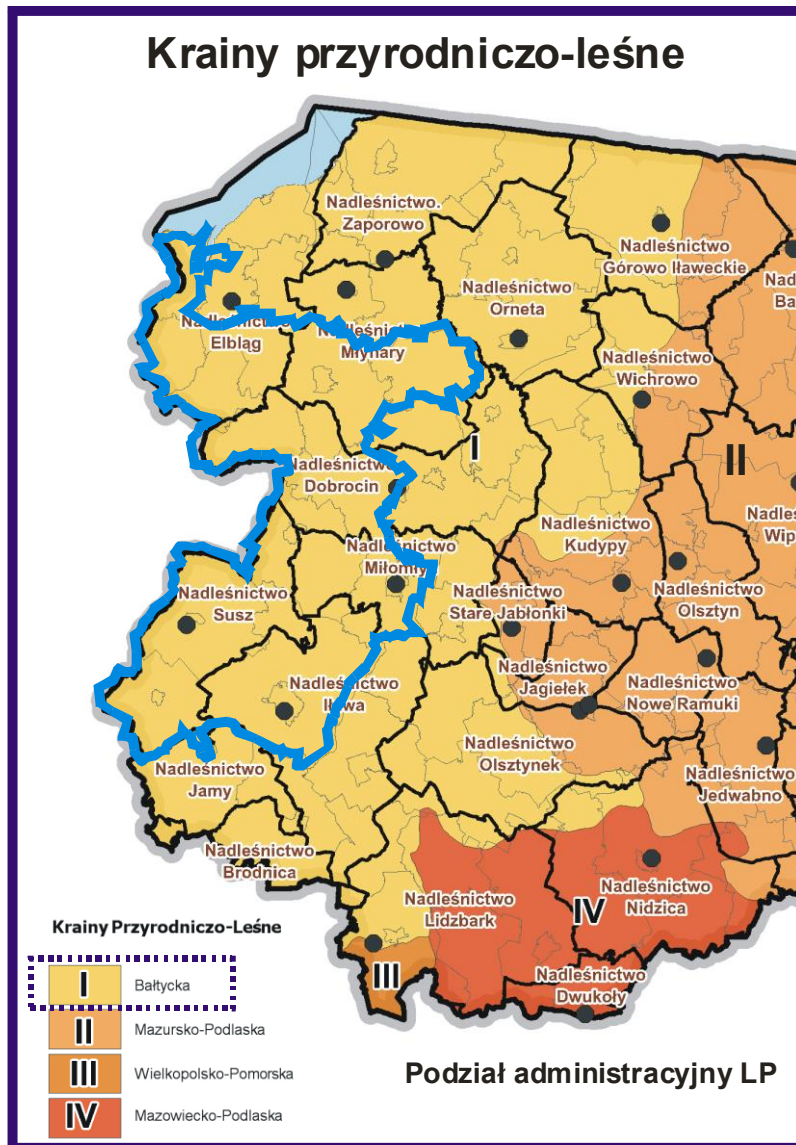 Krainy przyrodniczo-leśne
Nadleśnictwo.
Zaporowo
Nadleśnictwo
Górowo Iławeckie
Nadleśnictwo
Orneta
Nadleśnictwo
Elbląg
Młynary
Nadleśnictwo
Wichrowo
I
II
Nadleśnictwo
Dobrocin
Nadleśnictwo
Kudypy
Nadleśnictwo
Nadleśnictwo
Susz
Nadleśnictwo
Stare Jabłonki
Nadleśnictwo
Olsztyn
Nadleśnictwo
Jagiełek
Nadleśnictwo
Nowe Ramuki
Nadleśnictwo
Nadleśnictwo
Olsztynek
Nadleśnictwo
Jamy
Nadleśnictwo
Jedwabno
Nadleśnictwo
Brodnica
Nadleśnictwo
Lidzbark
Nadleśnictwo
Nidzica
IV
III
Nadleśnictwo
Dwukoły
Krainy Przyrodniczo-Leśne
I Bałtycka
II Mazursko-Podlaska
III Wielkopolsko-Pomorska
IV Mazowiecko-Podlaska
Podział administracyjny LP